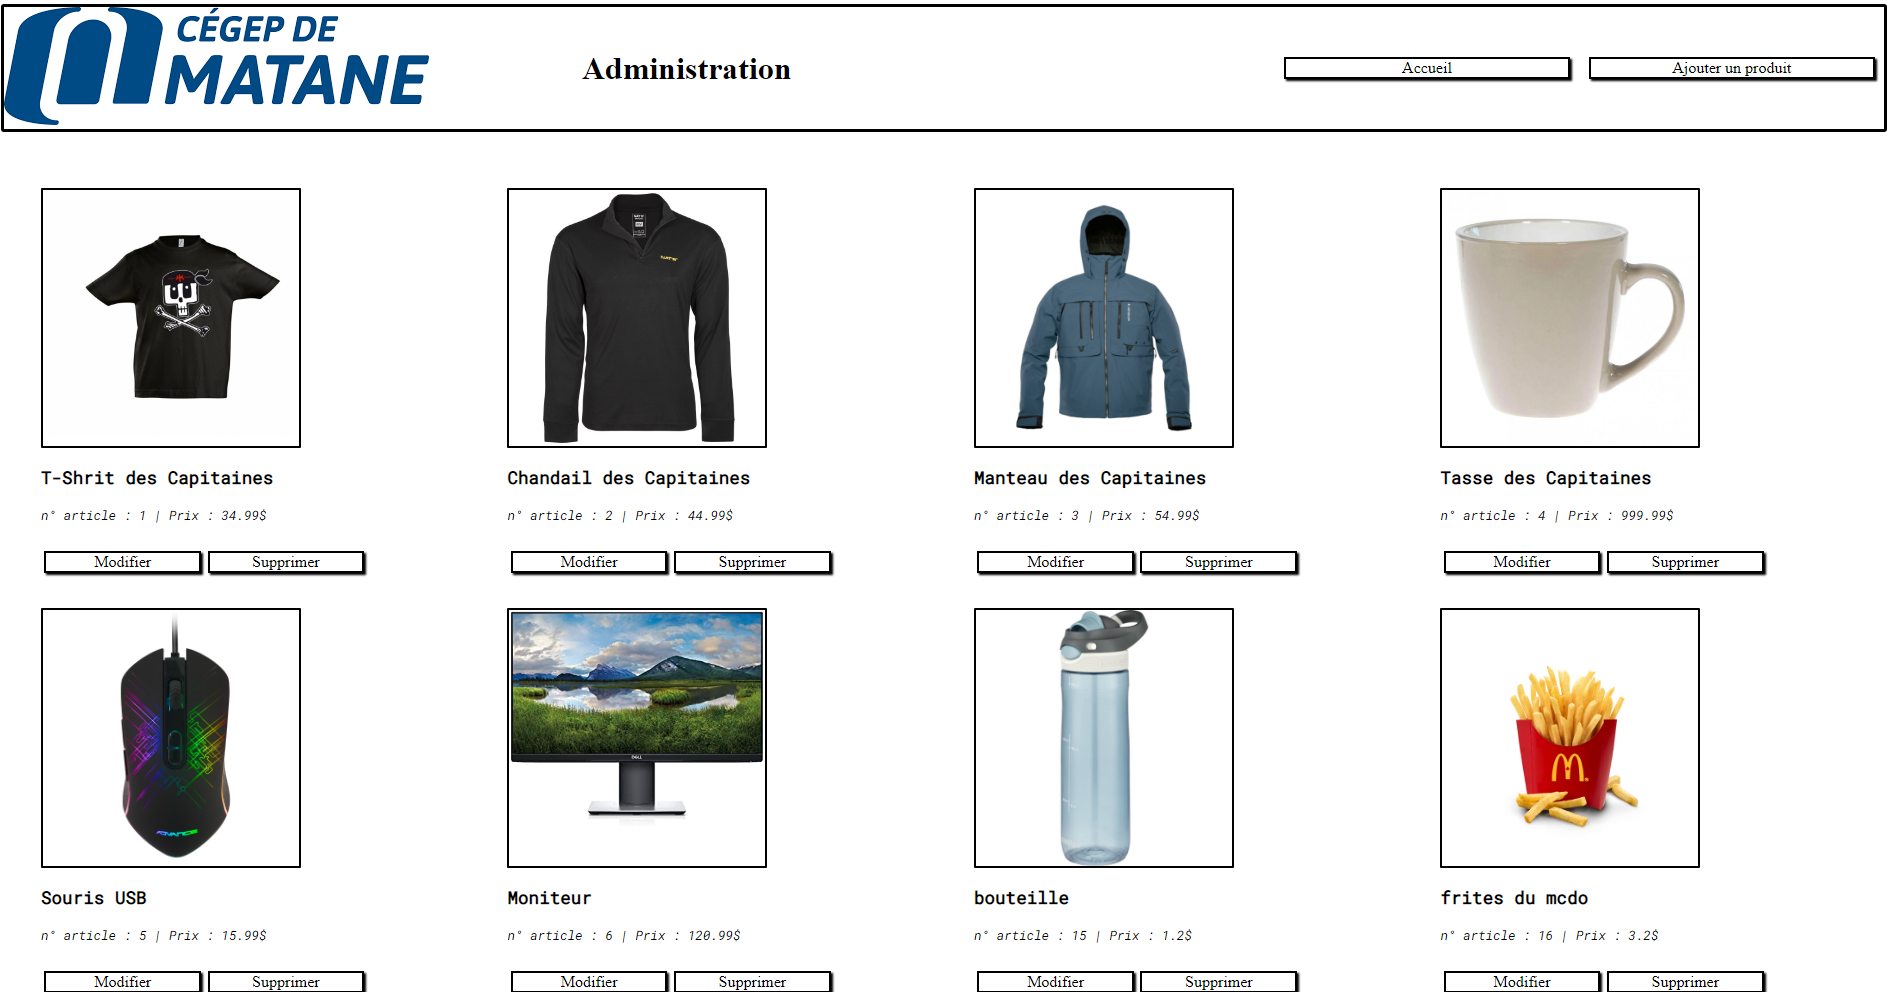 CÉGEP DE
MATANE
Administration
Accueil
Ajouter un produit
T-Shrit des Capitaines
n° article : 1 | Prix : 34.99$
Modifier
Supprimer
Chandail des Capitaines
n° article : 2 | Prix : 44.99$
Modifier
Supprimer
Manteau des Capitaines
n° article : 3 | Prix : 54.99$
Modifier
Supprimer
Tasse des Capitaines
n° article : 4 | Prix : 999.99$
Modifier
Supprimer
ADVANCE
Souris USB
n° article : 5 | Prix : 15.99$
Modifier
Supprimer
DELL
Moniteur
n° article : 6 | Prix : 120.99$
Modifier
Supprimer
bouteille
n° article : 15 | Prix : 1.2$
Modifier
Supprimer
frites du mcdo
n° article : 16 | Prix : 3.2$
Modifier
Supprimer